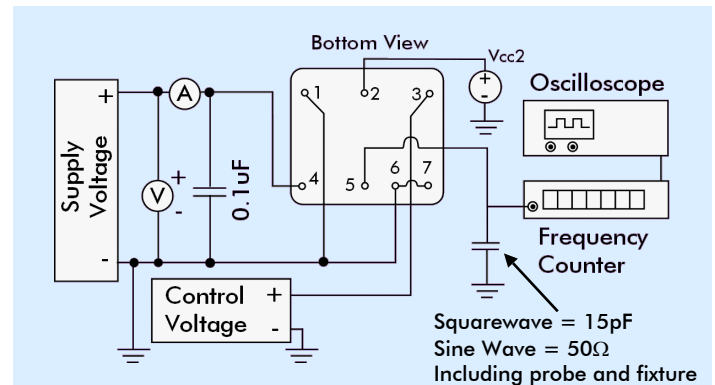 Bottom View
Vcc2
+
-
Oscilloscope
Supply
Voltage
+
-
A
V
+
-
0.1uF
1
2
3
4
5
6
7
Frequency
Counter
Control
Voltage
+
-
Squarewave = 15pF
Sine Wave = 50Ω
Including probe and fixture